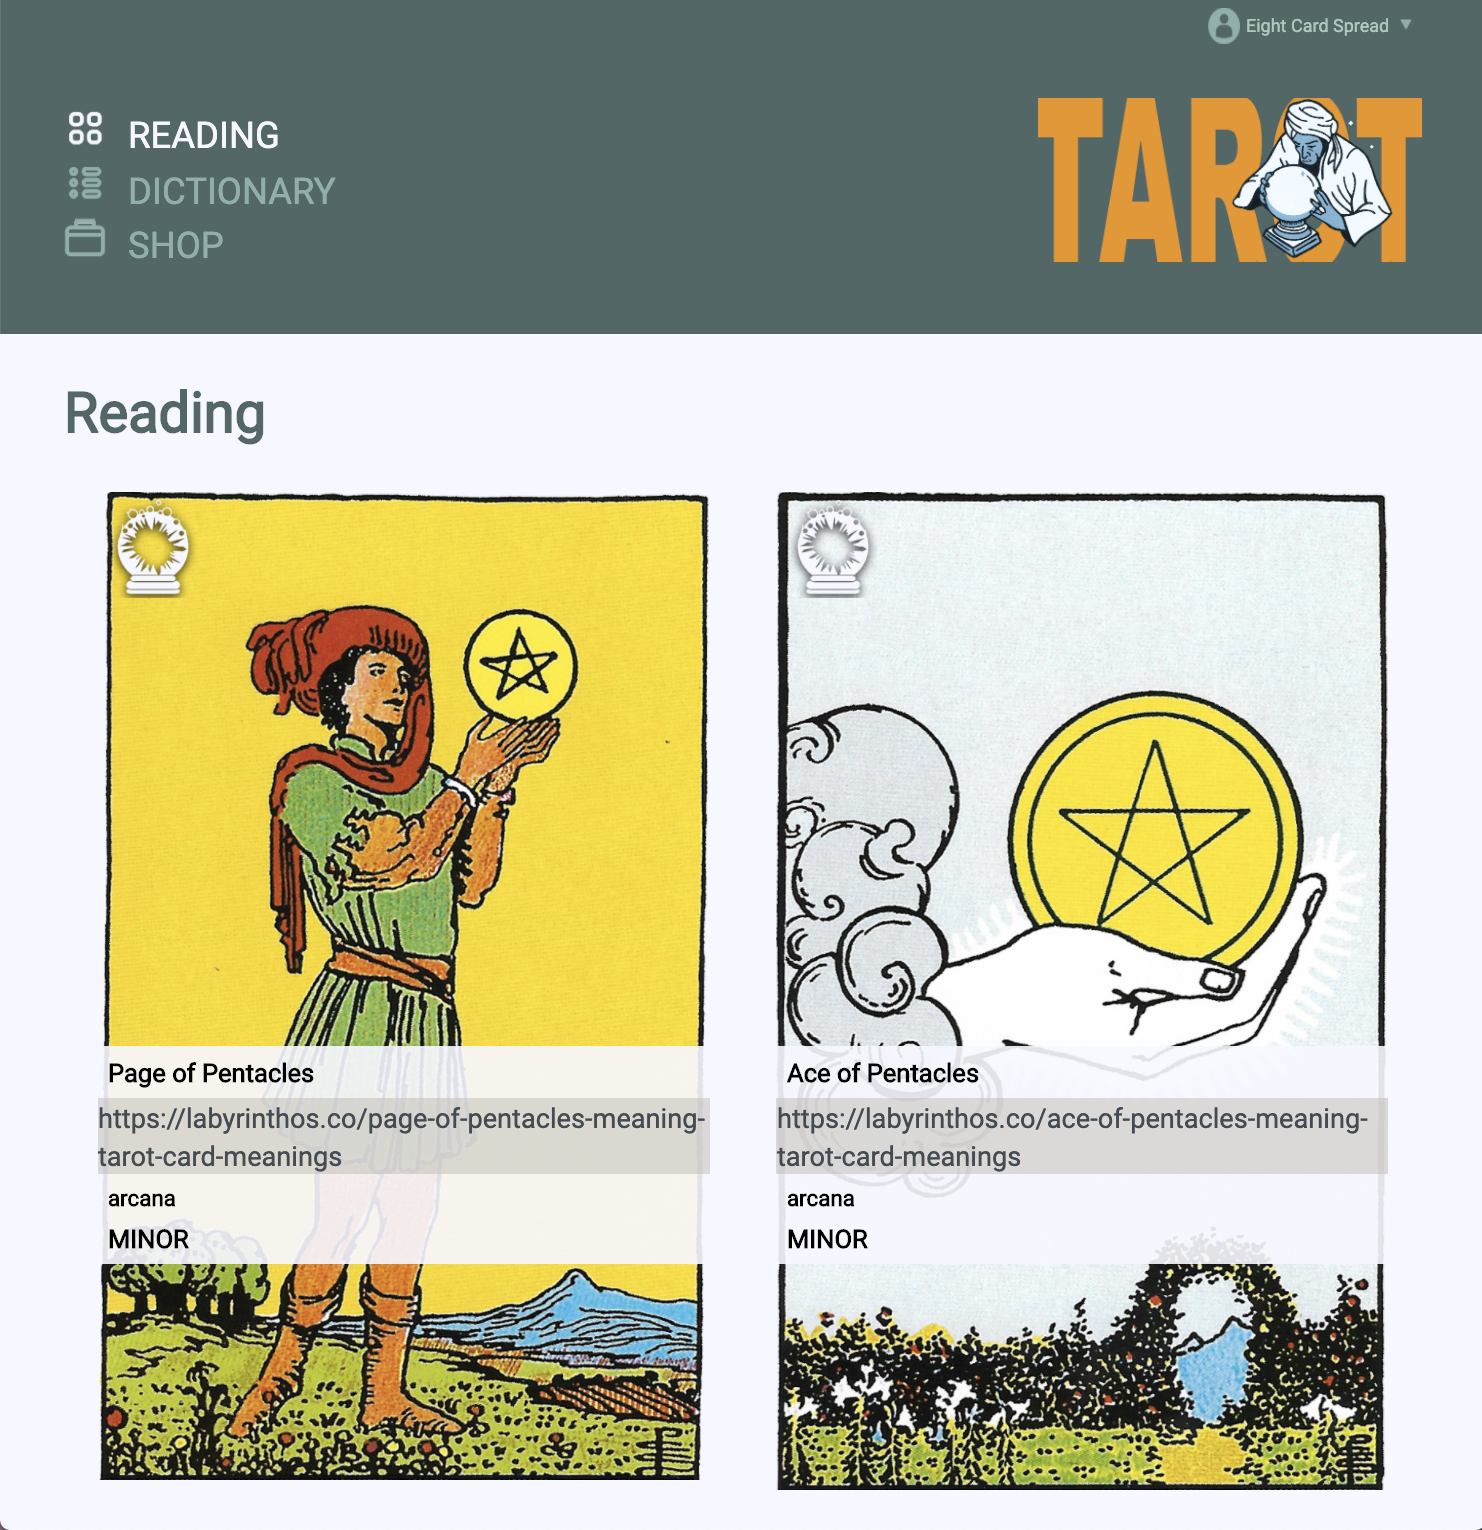 Eight Card Spread
READING
DICTIONARY
SHOP
TAROT
Reading
Page of Pentacles
https://labyrinthos.co/page-of-pentacles-meaning-
tarot-card-meanings
arcana
MINOR
Ace of Pentacles
https://labyrinthos.co/ace-of-pentacles-meaning-
tarot-card-meanings
arcana
MINOR